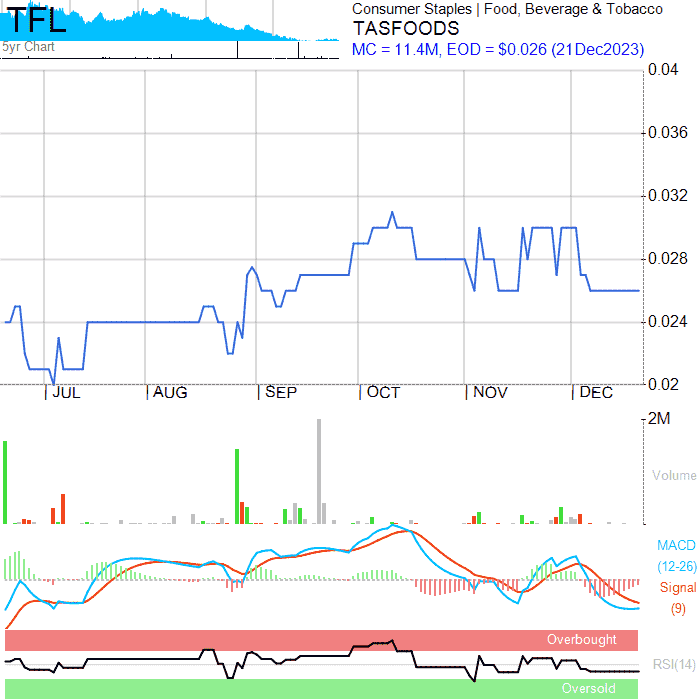 TFL
5yr Chart
Consumer Staples | Food, Beverage & Tobacco
TASFOODS
MC = 11.4M, EOD = $0.026 (21Dec2023)
0.04
0.036
0.032
0.028
0.024
0.02
JUL AUG SEP OCT NOV DEC
2M
Volume
MACD
(12-26)
Signal
(9)
Overbought
RSI(14)
Oversold